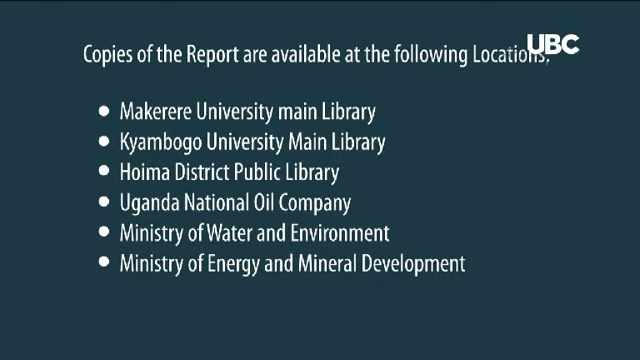 UBC
Copies of the Report are available at the following Locations;
• Makerere University main Library
• Kyambogo University Main Library
• Hoima District Public Library
• Uganda National Oil Company
• Ministry of Water and Environment
• Ministry of Energy and Mineral Development